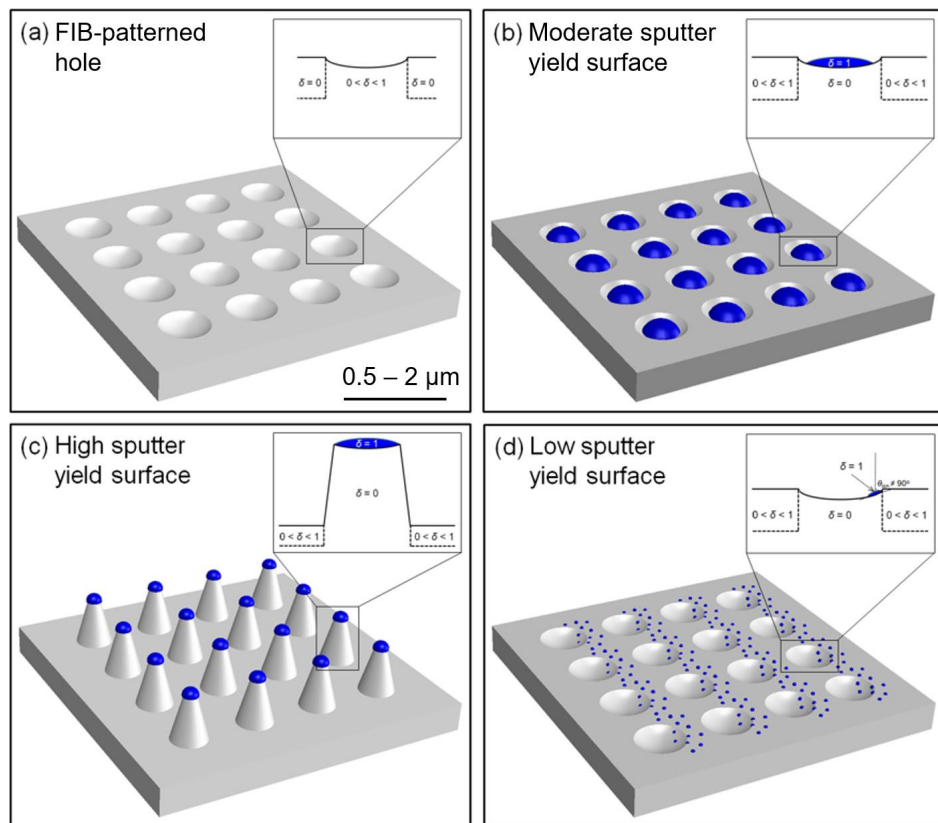 (a) FIB-patterned
hole
δ = 0
0 < δ < 1
δ = 0
0.5 – 2 µm
(b) Moderate sputter
yield surface
δ = 1
0 < δ < 1
δ = 0
0 < δ < 1
(c) High sputter
yield surface
δ = 1
δ = 0
0 < δ < 1
0 < δ < 1
(d) Low sputter
yield surface
δ = 1
≠ 90°
0 < δ < 1
δ = 0
0 < δ < 1